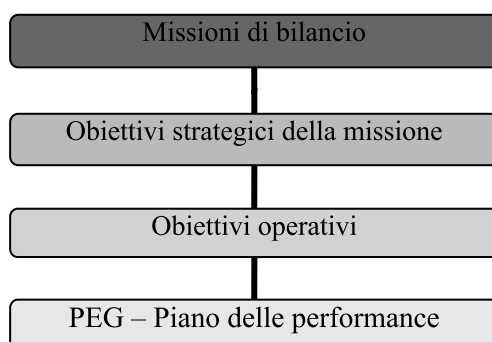 Missioni di bilancio
Obiettivi strategici della missione
Obiettivi operativi
PEG – Piano delle performance